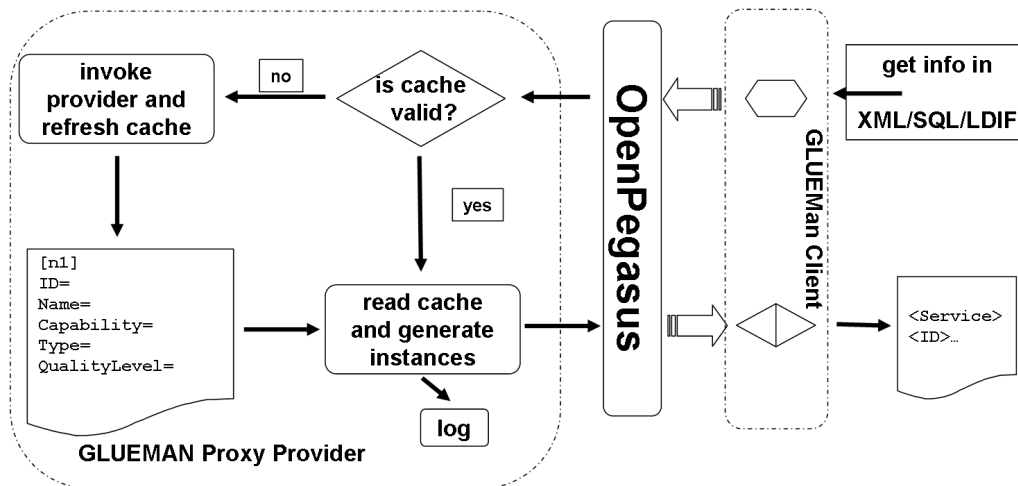 invoke
provider and
refresh cache
no
is cache
valid?
yes
[n1]
ID=
Name=
Capability=
Type=
QualityLevel=
read cache
and generate
instances
log
GLUEMAN Proxy Provider
OpenPegasus
GLUEMan Client
get info in
XML/SQL/LDIF
<Service>
<ID>…